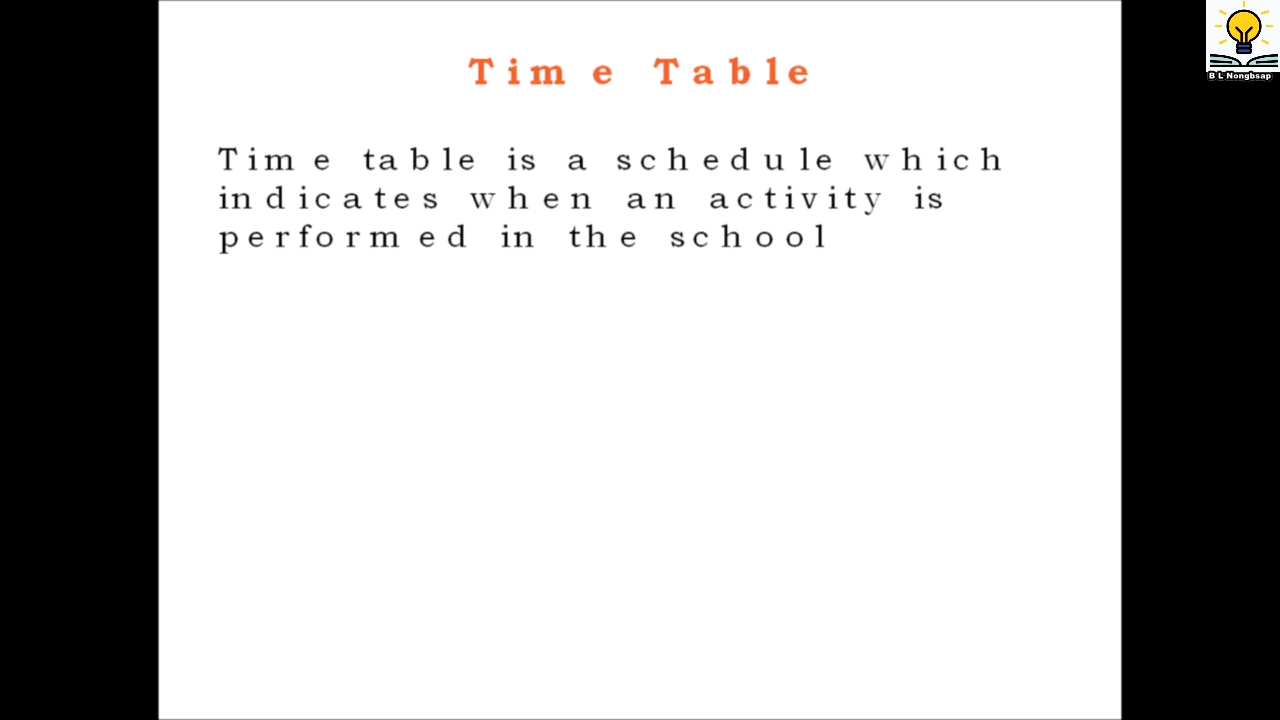 Time Table
Time table is a schedule which
indicates when an activity is
performed in the school
B L Nongbsap